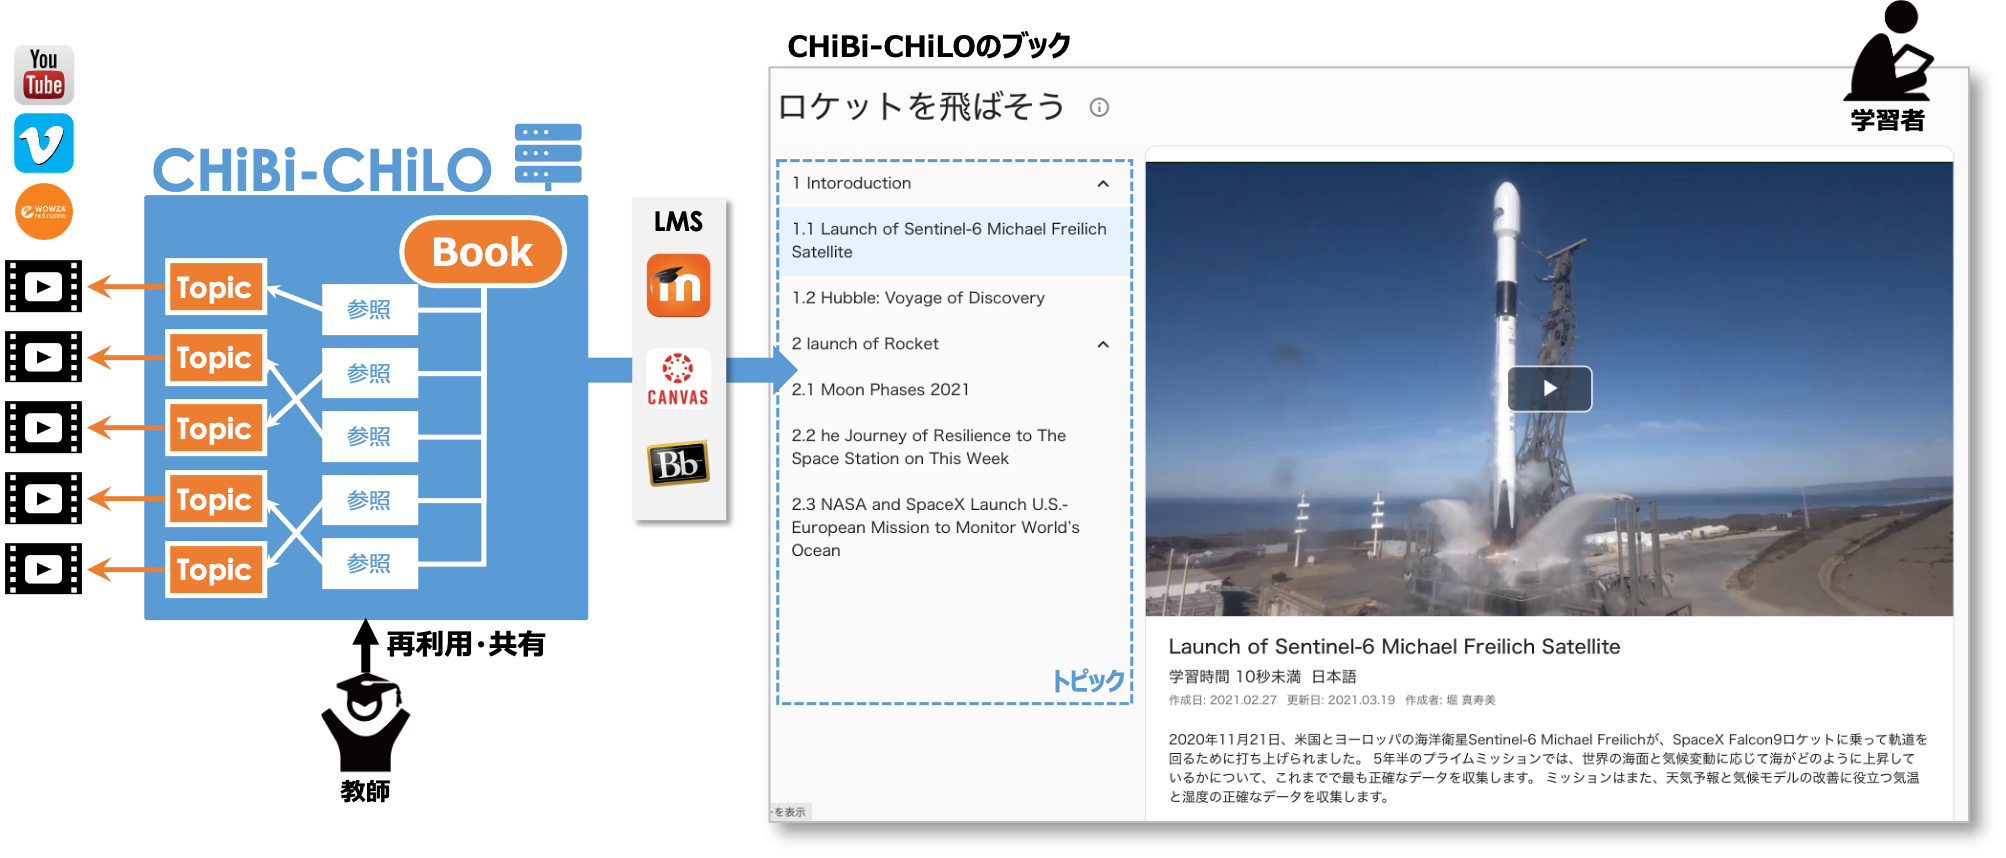 You
Tube
WOWZA
media systems
CHiBi-CHiLO
Book
Topic
Topic
Topic
Topic
Topic
参照
参照
参照
参照
参照
再利用・共有
教師
LMS
m
CANVAS
Bb
CHiBi-CHiLOのブック
学習者
ロケットを飛ばそう
1 Intoroduction
1.1 Launch of Sentinel-6 Michael Freilich
Satellite
1.2 Hubble: Voyage of Discovery
2 launch of Rocket
2.1 Moon Phases 2021
2.2 he Journey of Resilience to The
Space Station on This Week
2.3 NASA and SpaceX Launch U.S.-
European Mission to Monitor World's
Ocean
トピック
Launch of Sentinel-6 Michael Freilich Satellite
学習時間 10秒未満 日本語
作成日: 2021.02.27 更新日: 2021.03.19 作成者: 堀 真寿美
2020年11月21日、米国とヨーロッパの海洋衛星Sentinel-6 Michael Freilichが、SpaceX Falcon9ロケットに乗って軌道を
回るために打ち上げられました。 5年半のプライムミッションでは、世界の海面と気候変動に応じて海がどのように上昇して
いるかについて、これまでで最も正確なデータを収集します。 ミッションはまた、天気予報と気候モデルの改善に役立つ気温
と湿度の正確なデータを収集します。
ーを表示